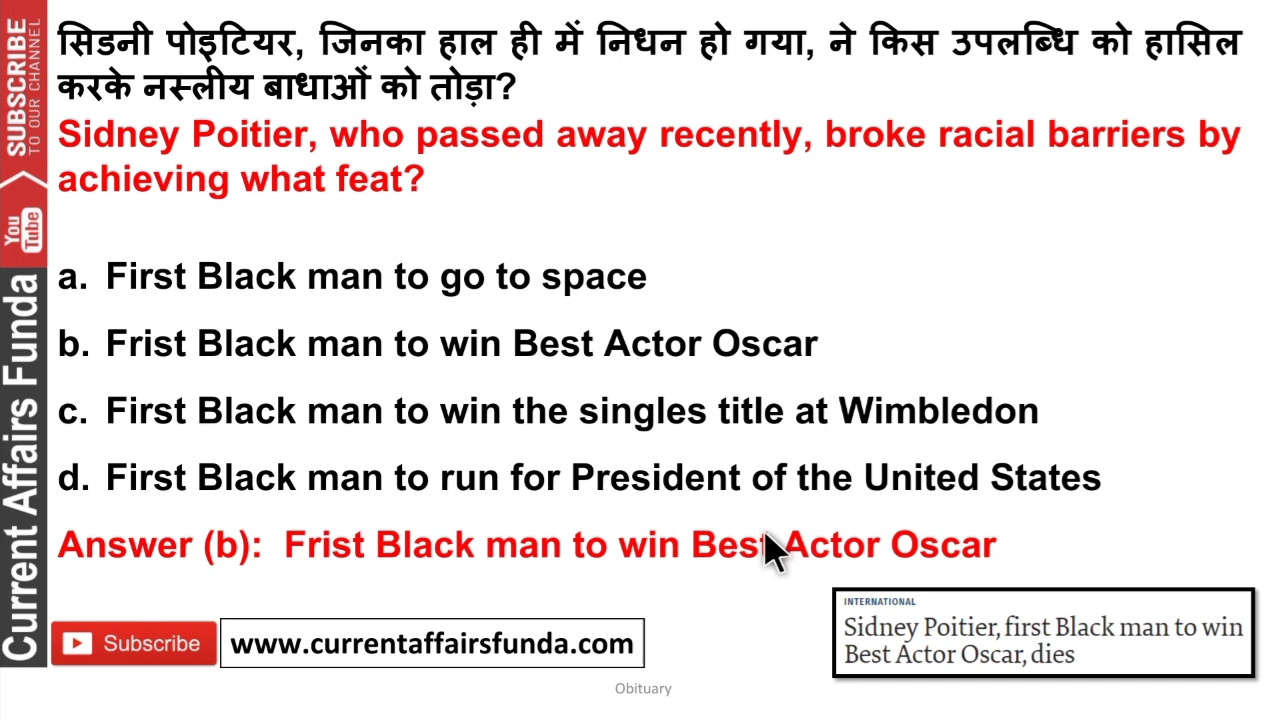 सिडनी पोइटियर, जिनका हाल ही में निधन हो गया, ने किस उपलब्धि को हासिल
करके नस्लीय बाधाओं को तोड़ा?
Sidney Poitier, who passed away recently, broke racial barriers by
achieving what feat?
a. First Black man to go to space
b. Frist Black man to win Best Actor Oscar
c. First Black man to win the singles title at Wimbledon
d. First Black man to run for President of the United States
Answer (b): Frist Black man to win Best Actor Oscar
INTERNATIONAL
Sidney Poitier, first Black man to win
Best Actor Oscar, dies
Subscribe
www.currentaffairsfunda.com
Obituary
SUBSCRIBE
TO OUR CHANNEL
You
Tube
Current Affairs Funda